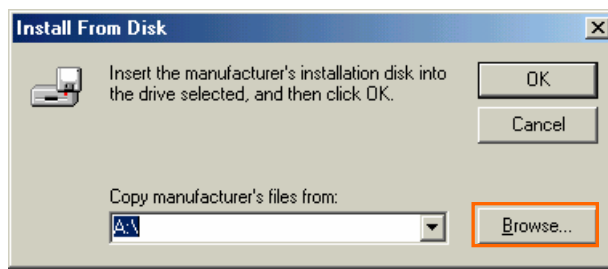 Install From Disk
Insert the manufacturer's installation disk into
the drive selected, and then click OK.
OK
Cancel
Copy manufacturer's files from:
A:\
Browse...